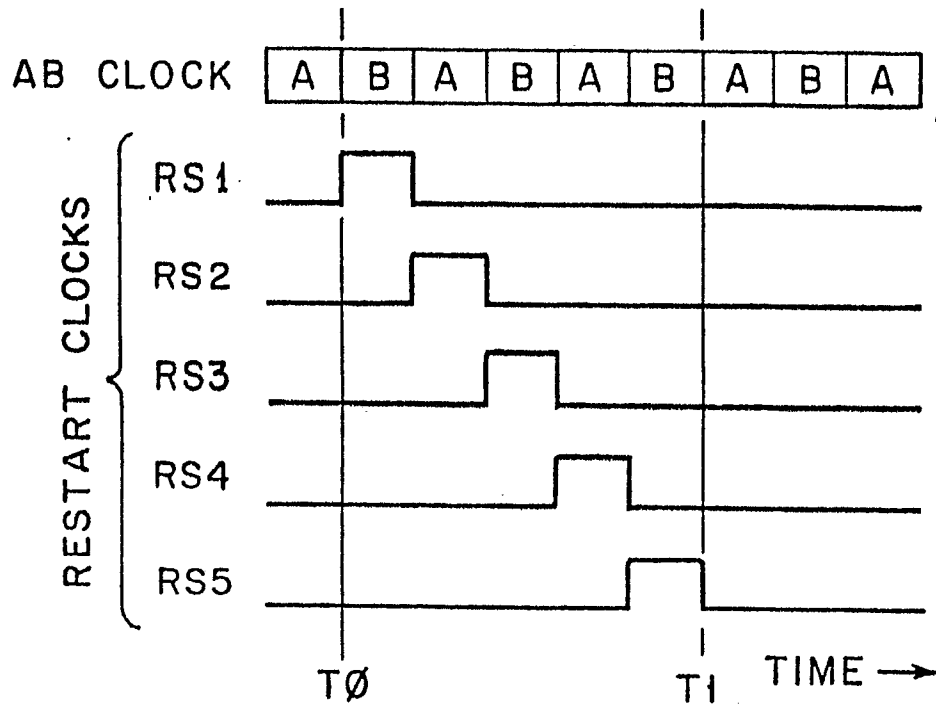 AB CLOCK A B A B A B A B A
RESTART CLOCKS
RS1
RS2
RS3
RS4
RS5
TØ T1 TIME